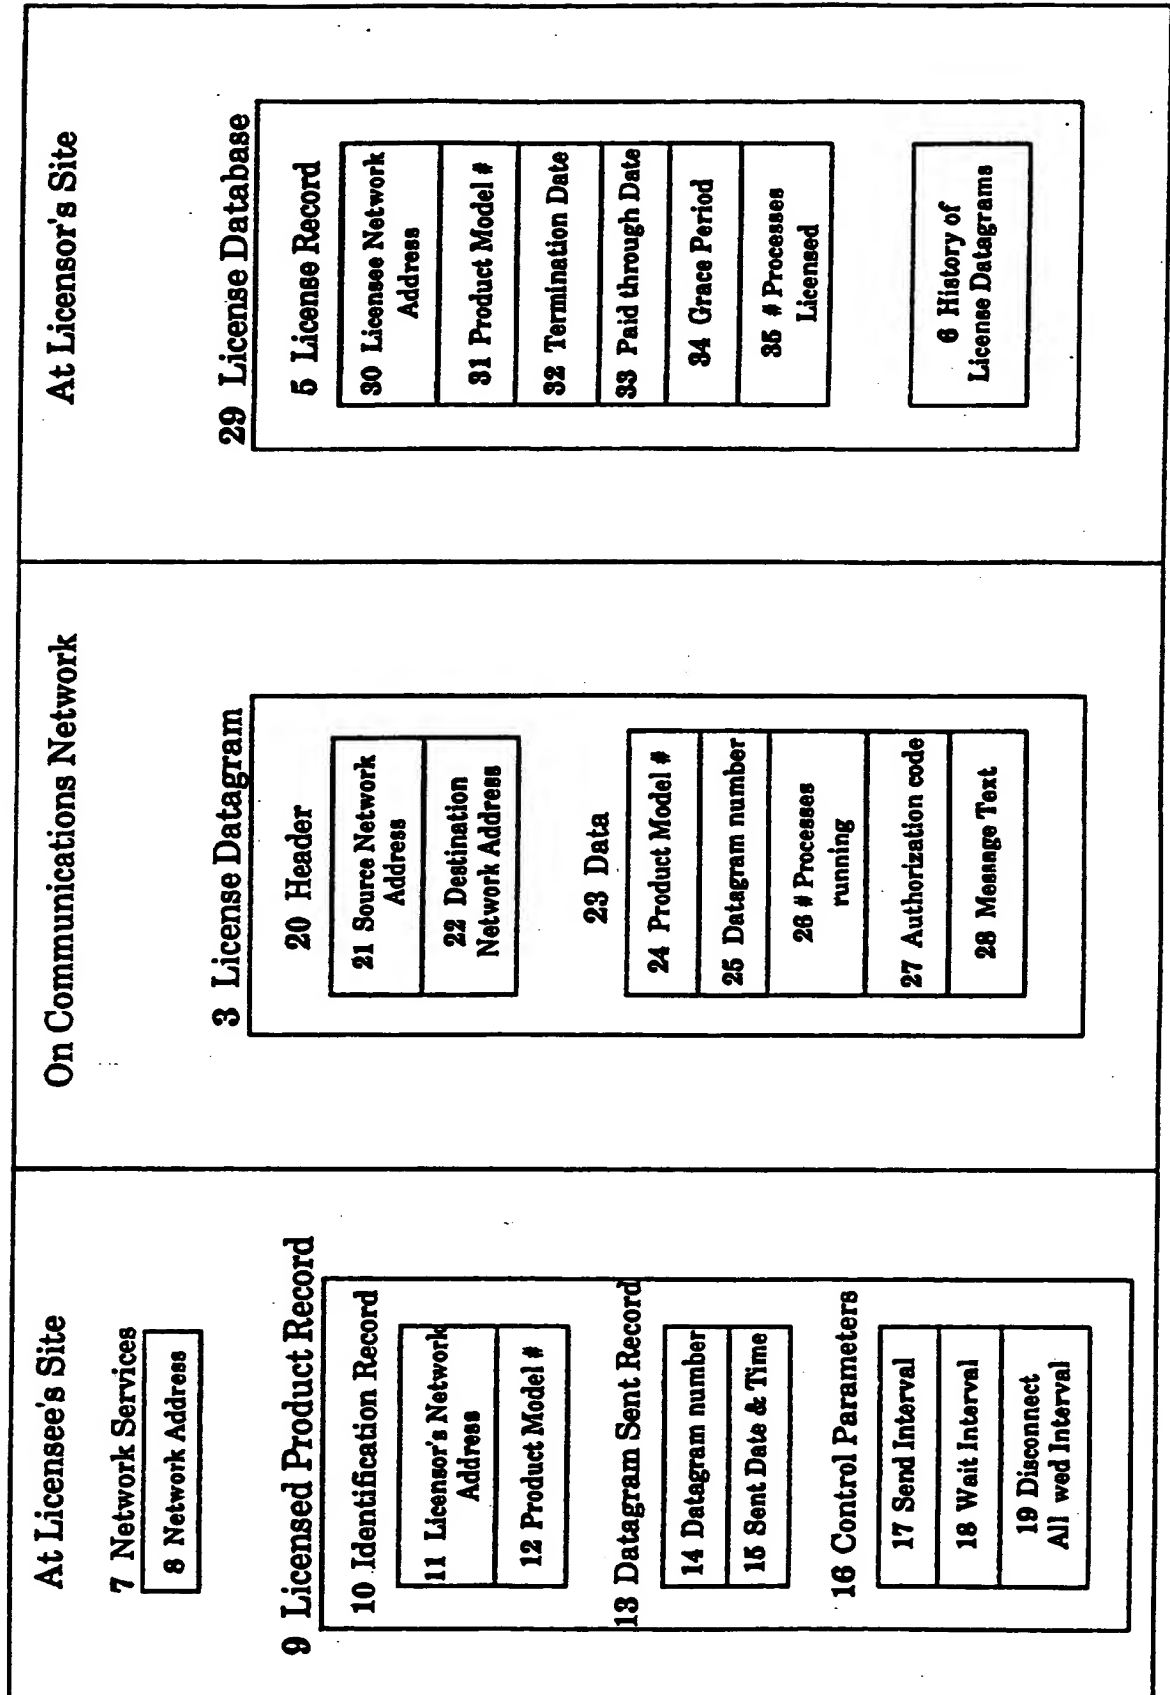 At Licensee's Site
7 Network Services
8 Network Address
9 Licensed Product Record
10 Identification Record
11 Licensor's Network
Address
12 Product Model #
13 Datagram Sent Record
14 Datagram number
15 Sent Date & Time
16 Control Parameters
17 Send Interval
18 Wait Interval
19 Disconnect
All wed Interval
On Communications Network
3 License Datagram
20 Header
21 Source Network
Address
22 Destination
Network Address
23 Data
24 Product Model #
25 Datagram number
26 # Processes
running
27 Authorization code
28 Message Text
At Licensor's Site
29 License Database
5 License Record
30 Licensee Network
Address
31 Product Model #
32 Termination Date
33 Paid through Date
34 Grace Period
35 # Processes
Licensed
6 History of
License Datagrams